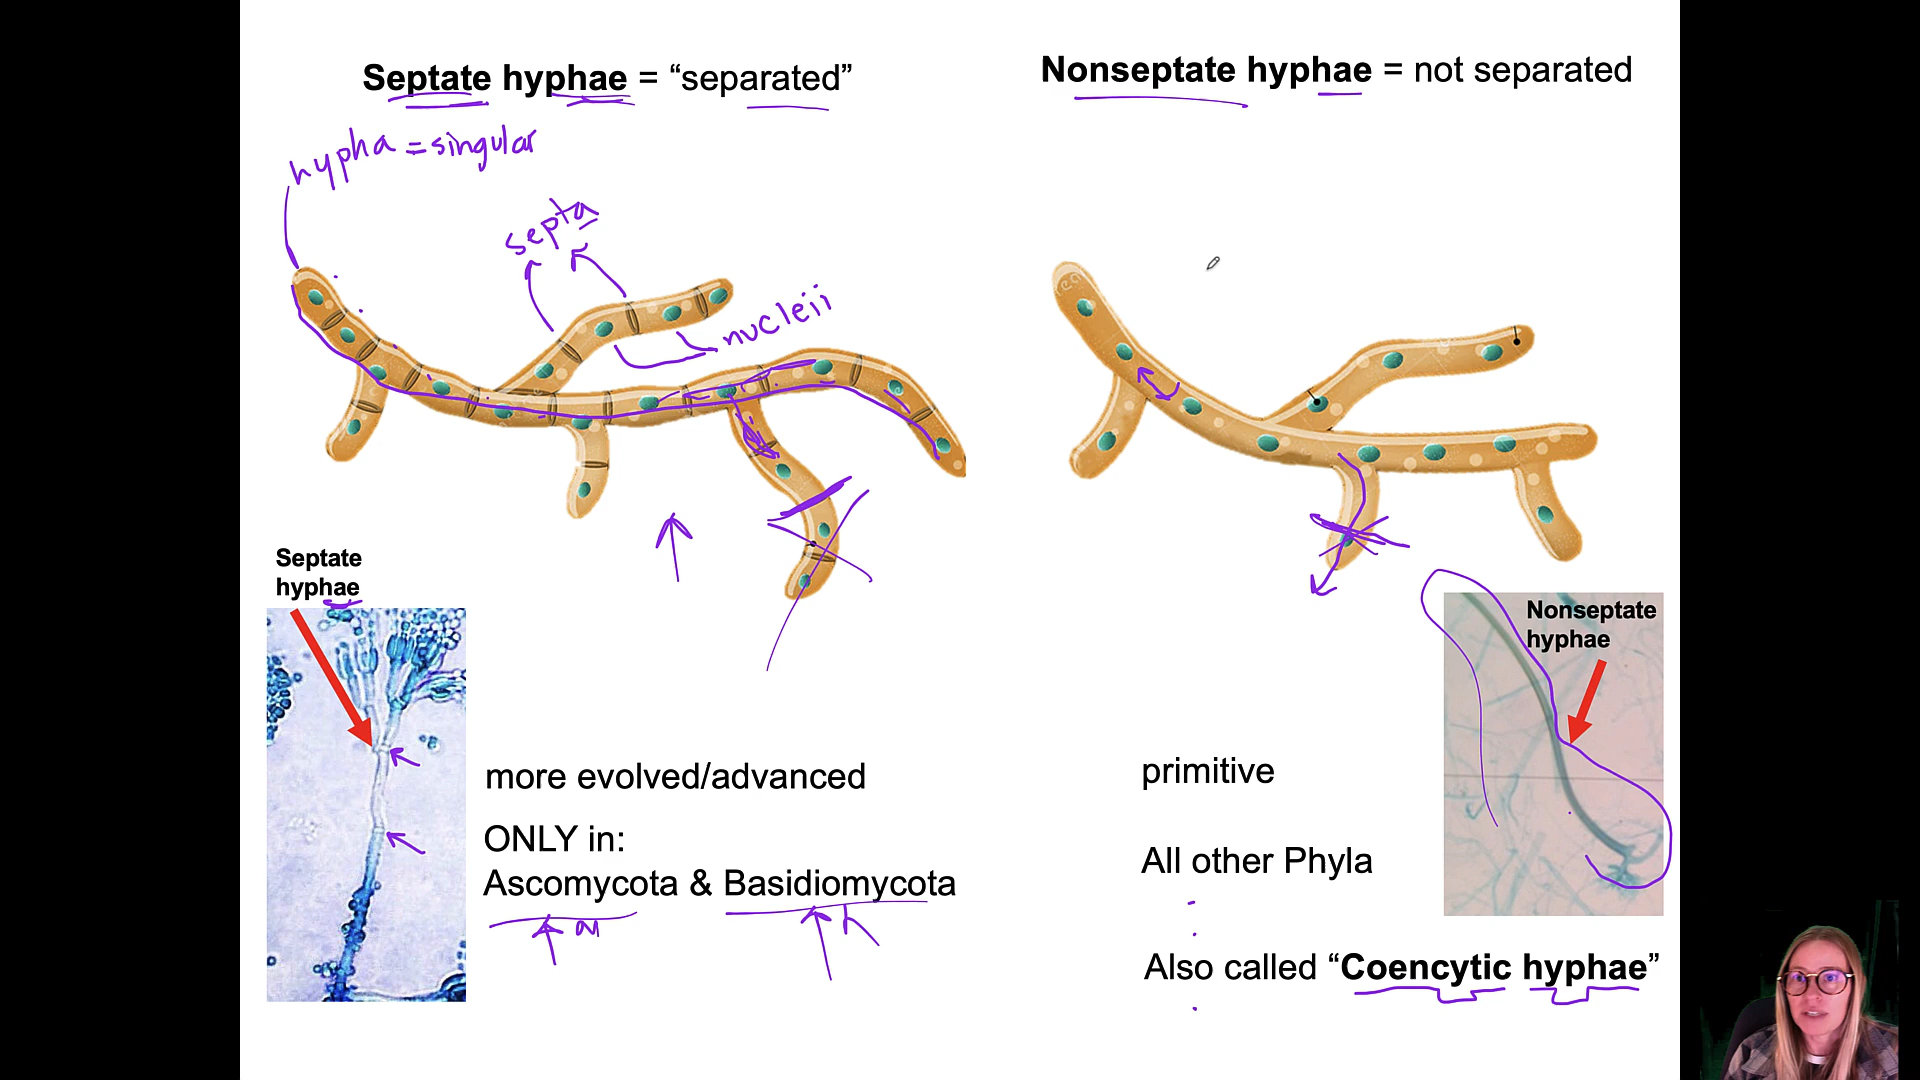 Septate hyphae = “separated”
hypha = singular
septa
nucleii
Septate
hyphae
more evolved/advanced
ONLY in:
Ascomycota & Basidiomycota
Nonseptate hyphae = not separated
Nonseptate
hyphae
primitive
All other Phyla
Also called “Coencytic hyphae”